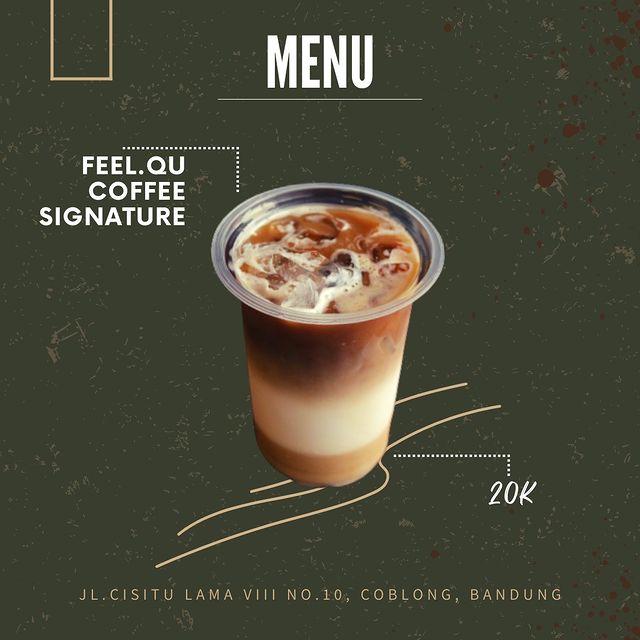 MENU
FEEL.QU
COFFEE
SIGNATURE
20K
JL.CISITU LAMA VIII NO.10, COBLONG, BANDUNG